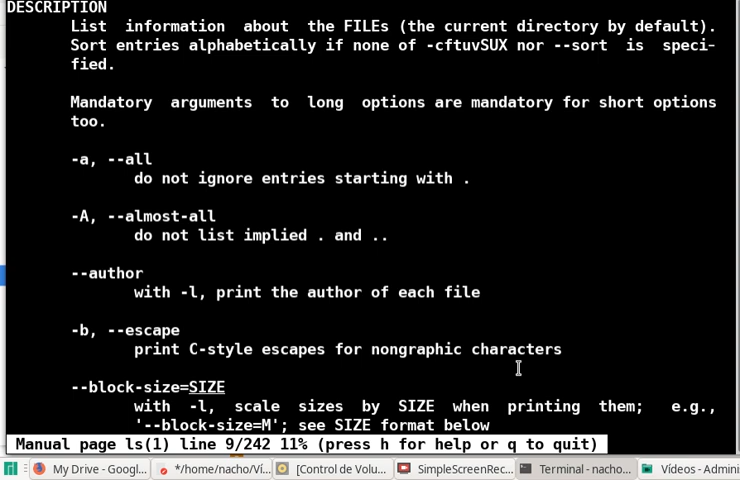 DESCRIPTION
List information about the FILEs (the current directory by default).
Sort entries alphabetically if none of -cftuvSUX nor --sort is speci-
fied.
Mandatory arguments to long options are mandatory for short options
too.
-a, --all
do not ignore entries starting with .
-A, --almost-all
do not list implied . and ..
--author
with -l, print the author of each file
-b, --escape
print C-style escapes for nongraphic characters
--block-size=SIZE
with -l, scale sizes by SIZE when printing them; e.g.,
'--block-size=M'; see SIZE format below
Manual page ls(1) line 9/242 11% (press h for help or q to quit)
My Drive - Googl... */home/nacho/Ví... [Control de Volu... SimpleScreenRec... Terminal - nacho... Vídeos - Admini